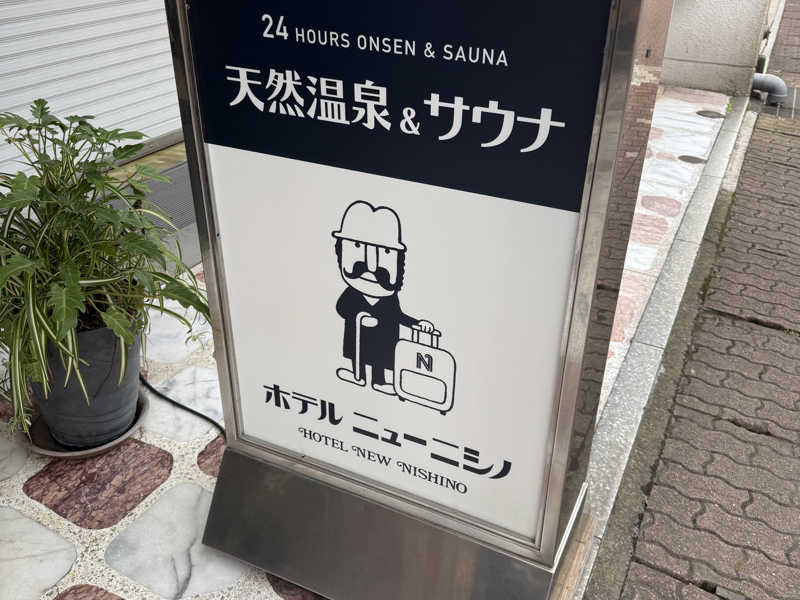 24 HOURS ONSEN & SAUNA
天然温泉&サウナ
N
ホテル ニューニシノ
HOTEL NEW NISHINO